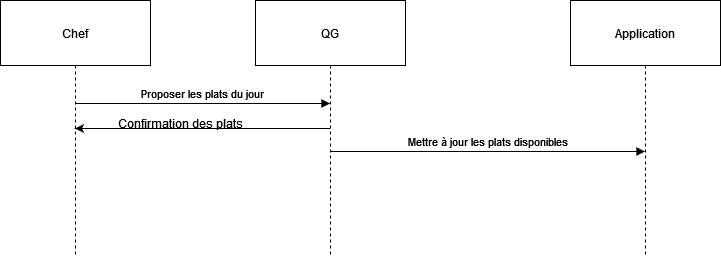 Chef
QG
Application
Proposer les plats du jour
Confirmation des plats
Mettre à jour les plats disponibles